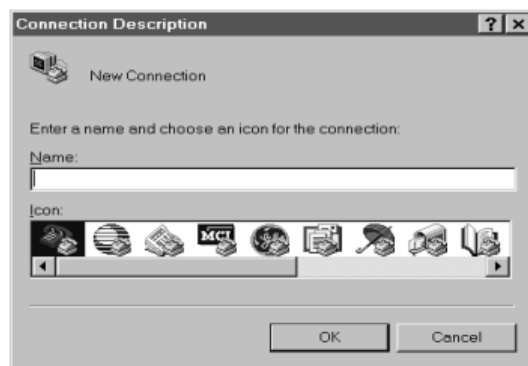 Connection Description
New Connection
Enter a name and choose an icon for the connection:
Name:
Icon:
MCI
OK Cancel